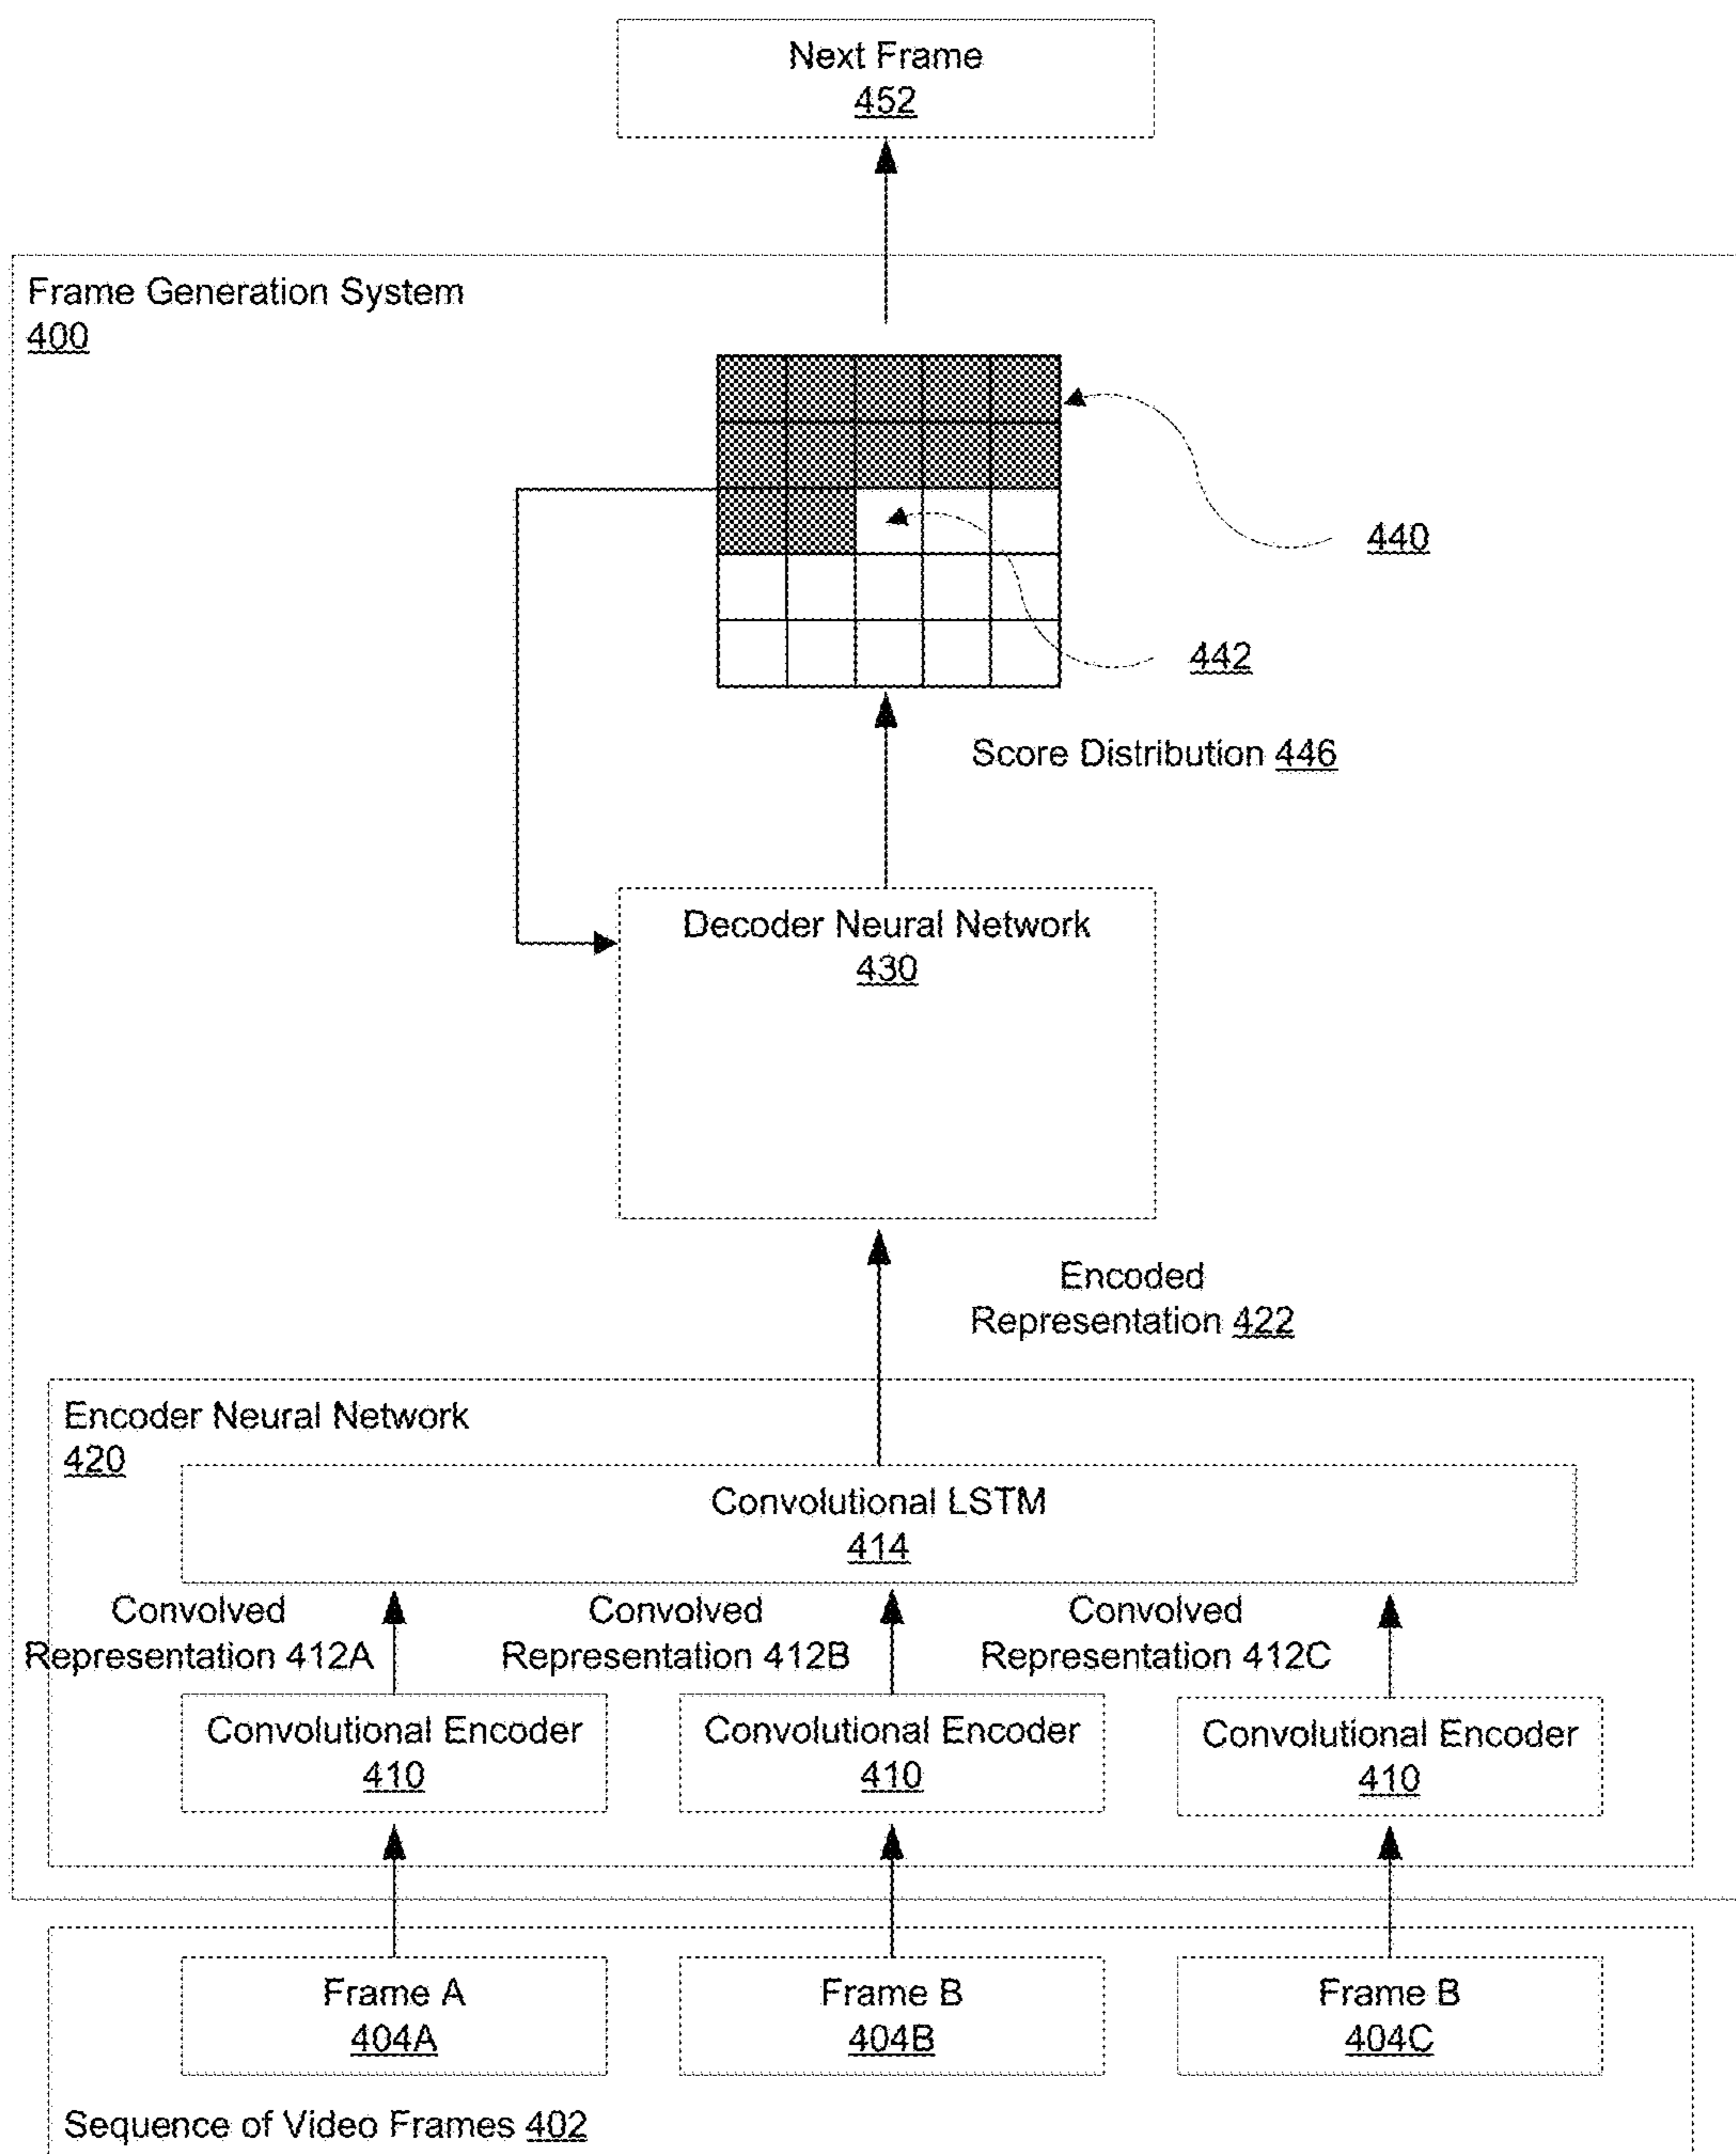 Next Frame
452
Frame Generation System
400
440
442
Score Distribution 446
Decoder Neural Network
430
Encoded
Representation 422
Encoder Neural Network
420
Convolutional LSTM
414
Convolved
Representation 412A
Convolved
Representation 412B
Convolved
Representation 412C
Convolutional Encoder
410
Convolutional Encoder
410
Convolutional Encoder
410
Frame A
404A
Frame B
404B
Frame B
404C
Sequence of Video Frames 402